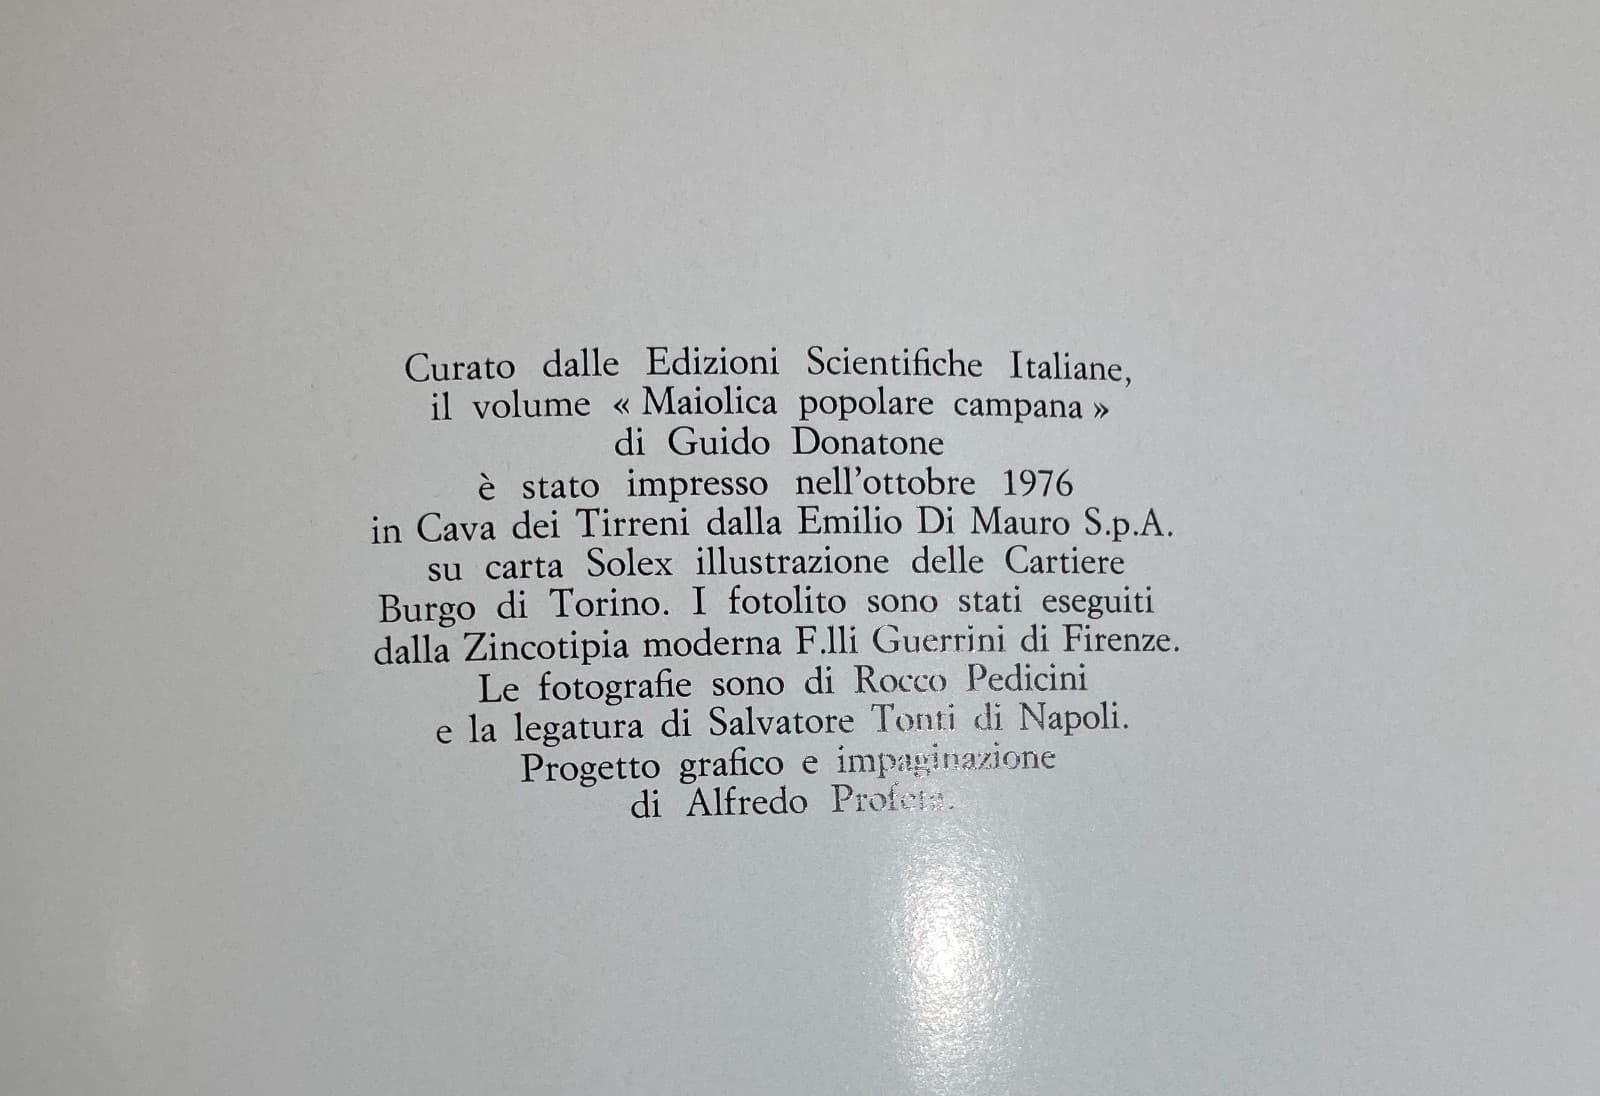 Curato dalle Edizioni Scientifiche Italiane,
il volume « Maiolica popolare campana »
di Guido Donatone
è stato impresso nell'ottobre 1976
in Cava dei Tirreni dalla Emilio Di Mauro S.p.A.
su carta Solex illustrazione delle Cartiere
Burgo di Torino. I fotolito sono stati eseguiti
dalla Zincotipia moderna F.lli Guerrini di Firenze.
Le fotografie sono di Rocco Pedicini
e la legatura di Salvatore Tonti di Napoli.
Progetto grafico e impaginazione
di Alfredo Profeta.